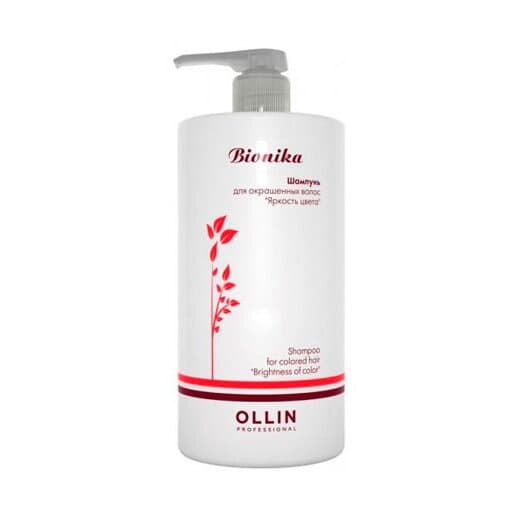 Bionika
Шампунь
для окрашенных волос
"Яркость цвета"
Shampoo
for colored hair
"Brightness of color"
OLLIN
PROFESSIONAL